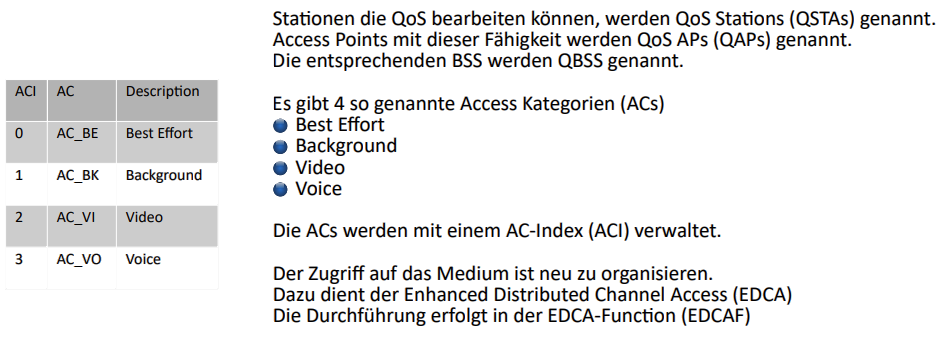 Stationen die QoS bearbeiten können, werden QoS Stations (QSTAs) genannt.
Access Points mit dieser Fähigkeit werden QoS APs (QAPs) genannt.
Die entsprechenden BSS werden QBSS genannt.
ACI AC Description
0 AC_BE Best Effort
1 AC_BK Background
2 AC_VI Video
3 AC_VO Voice
Es gibt 4 so genannte Access Kategorien (ACs)
Best Effort
Background
Video
Voice
Die ACs werden mit einem AC-Index (ACI) verwaltet.
Der Zugriff auf das Medium ist neu zu organisieren.
Dazu dient der Enhanced Distributed Channel Access (EDCA)
Die Durchführung erfolgt in der EDCA-Function (EDCAF)